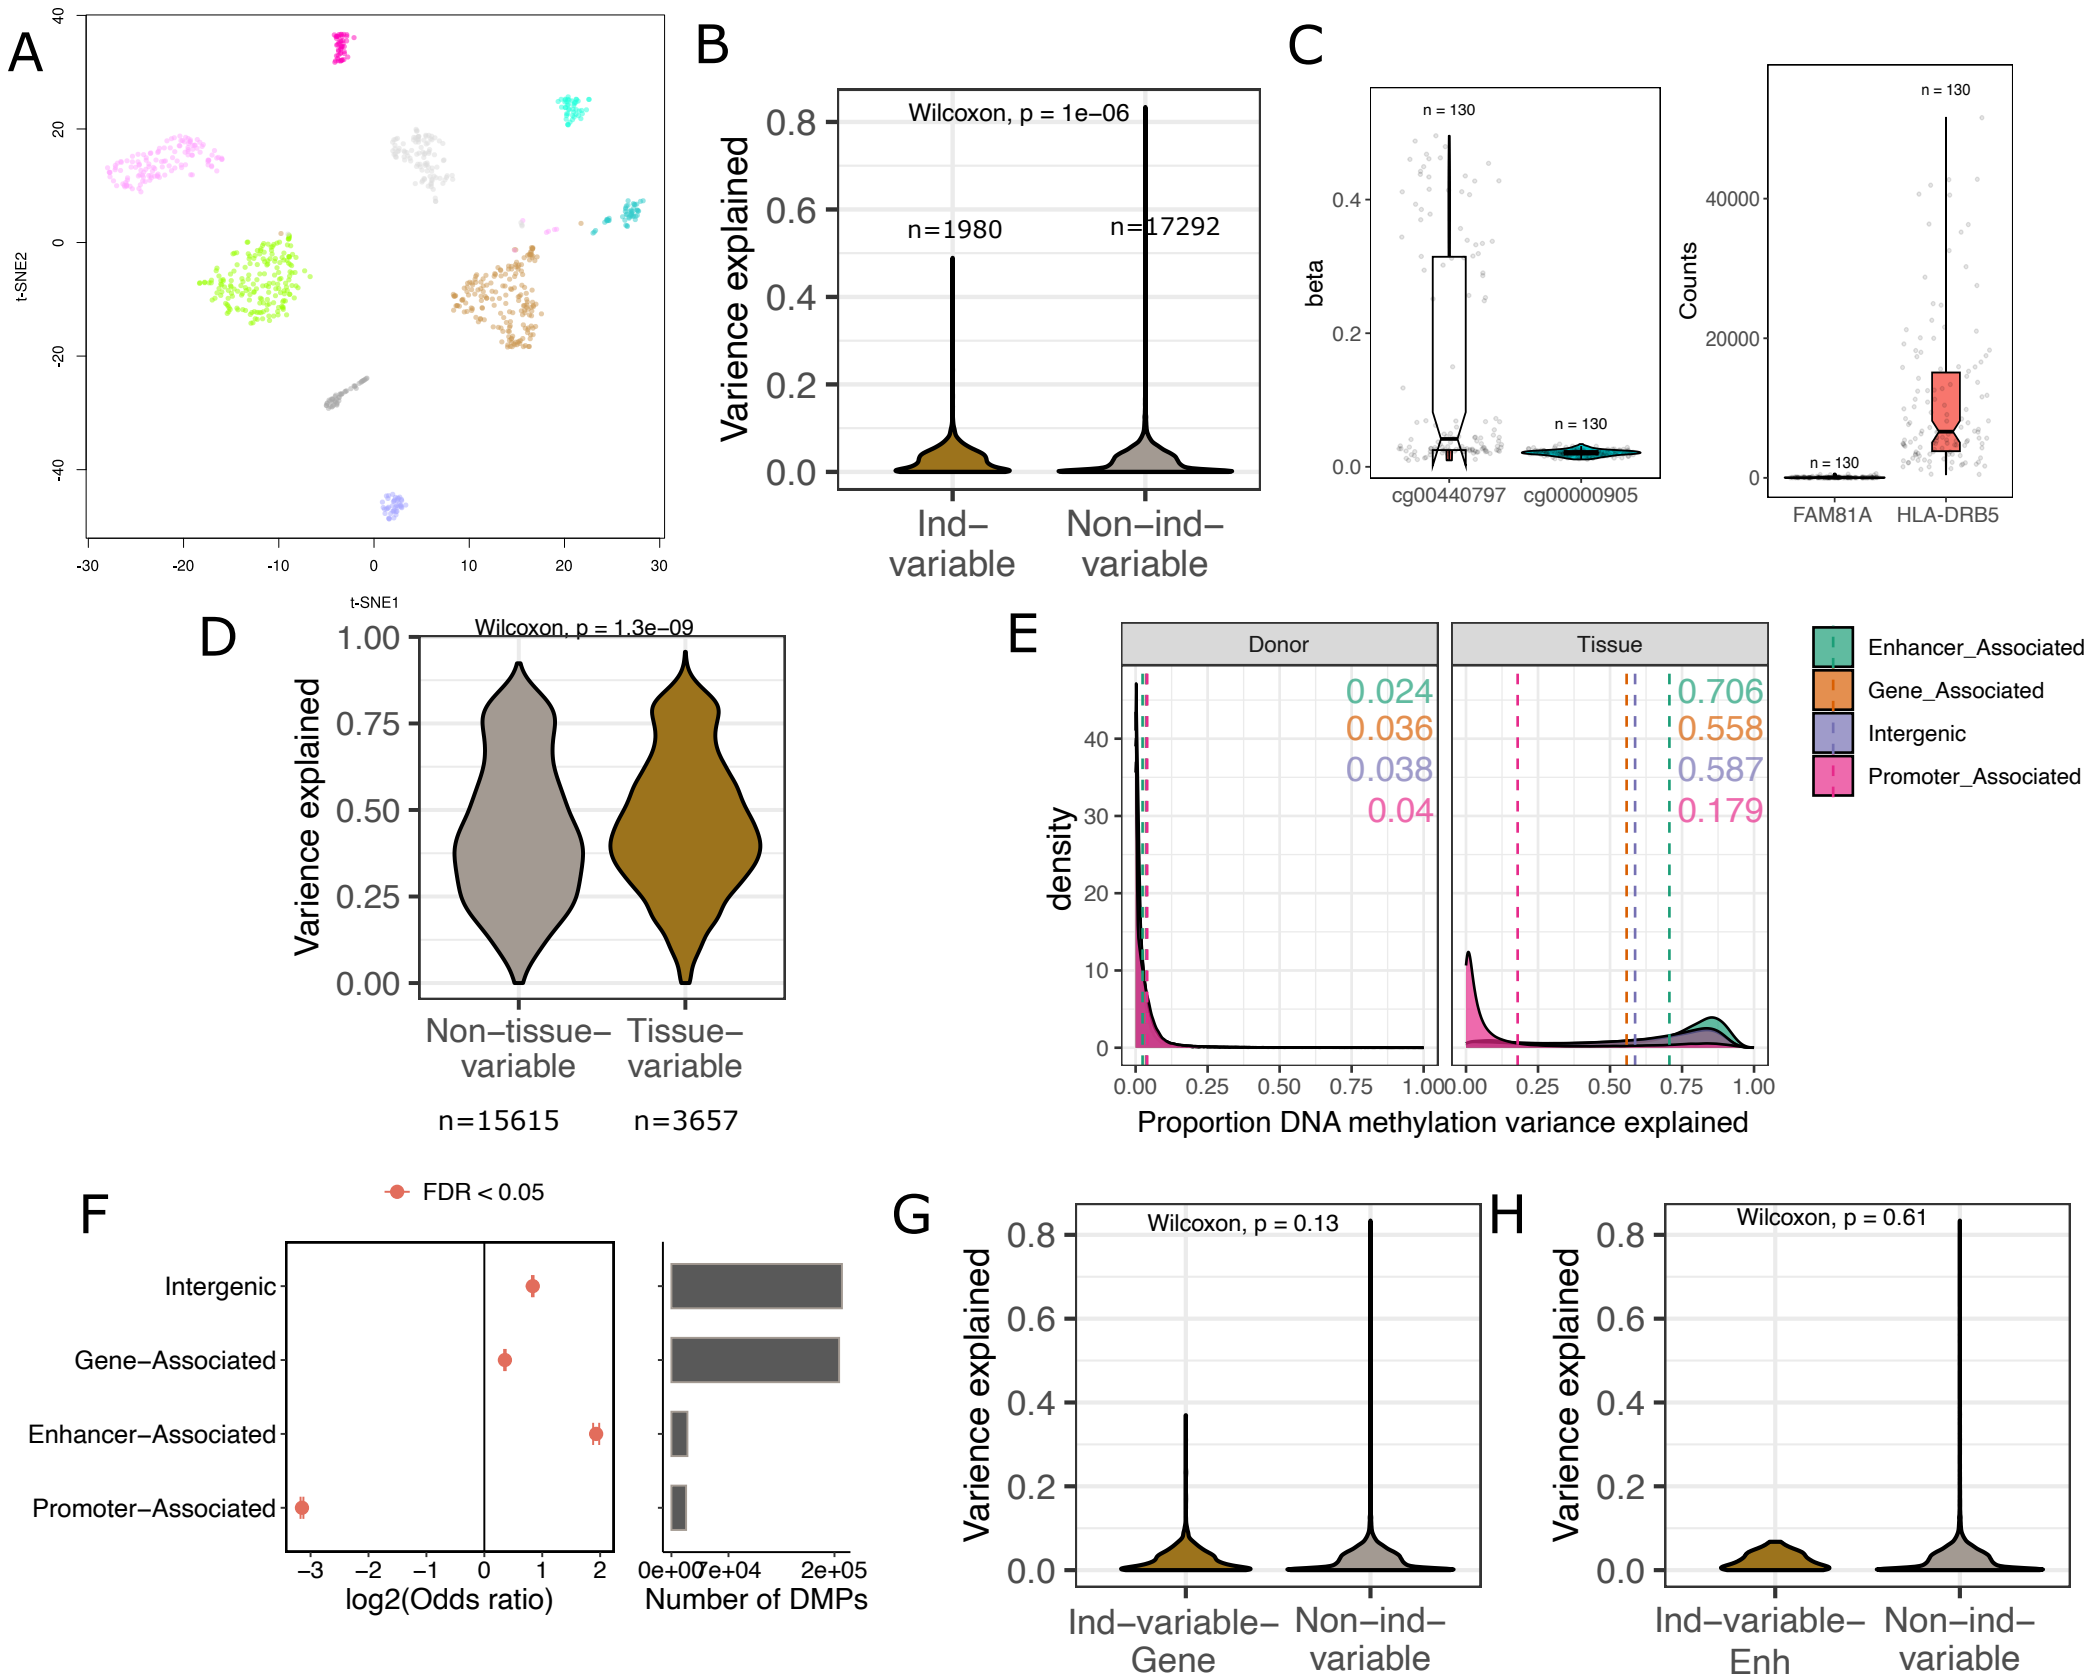 A
40
20
0
-20
-40
t-SNE2
-30
-20
-10
0
10
20
30
t-SNE1
B
Wilcoxon, p = 1e−06
n=1980
n=17292
0.8
0.6
0.4
0.2
0.0
Varience explained
Ind−
variable
Non−ind−
variable
C
n = 130
n = 130
0.4
0.2
0.0
beta
cg00440797
cg00000905
n = 130
n = 130
40000
20000
0
Counts
FAM81A
HLA-DRB5
D
Wilcoxon, p = 1.3e−09
1.00
0.75
0.50
0.25
0.00
Varience explained
Non−tissue−
variable
Tissue−
variable
n=15615
n=3657
E
Donor
Tissue
0.024
0.036
0.038
0.04
0.706
0.558
0.587
0.179
40
30
20
10
0
density
0.00
0.25
0.50
0.75
1.00
0.00
0.25
0.50
0.75
1.00
Proportion DNA methylation variance explained
Enhancer_Associated
Gene_Associated
Intergenic
Promoter_Associated
F
FDR < 0.05
Intergenic
Gene−Associated
Enhancer−Associated
Promoter−Associated
−3
−2
−1
0
1
2
log2(Odds ratio)
0e+00
7e+04
2e+05
Number of DMPs
G
Wilcoxon, p = 0.13
0.8
0.6
0.4
0.2
0.0
Varience explained
Ind−variable−
Gene
Non−ind−
variable
H
Wilcoxon, p = 0.61
0.8
0.6
0.4
0.2
0.0
Varience explained
Ind−variable−
Enh
Non−ind−
variable